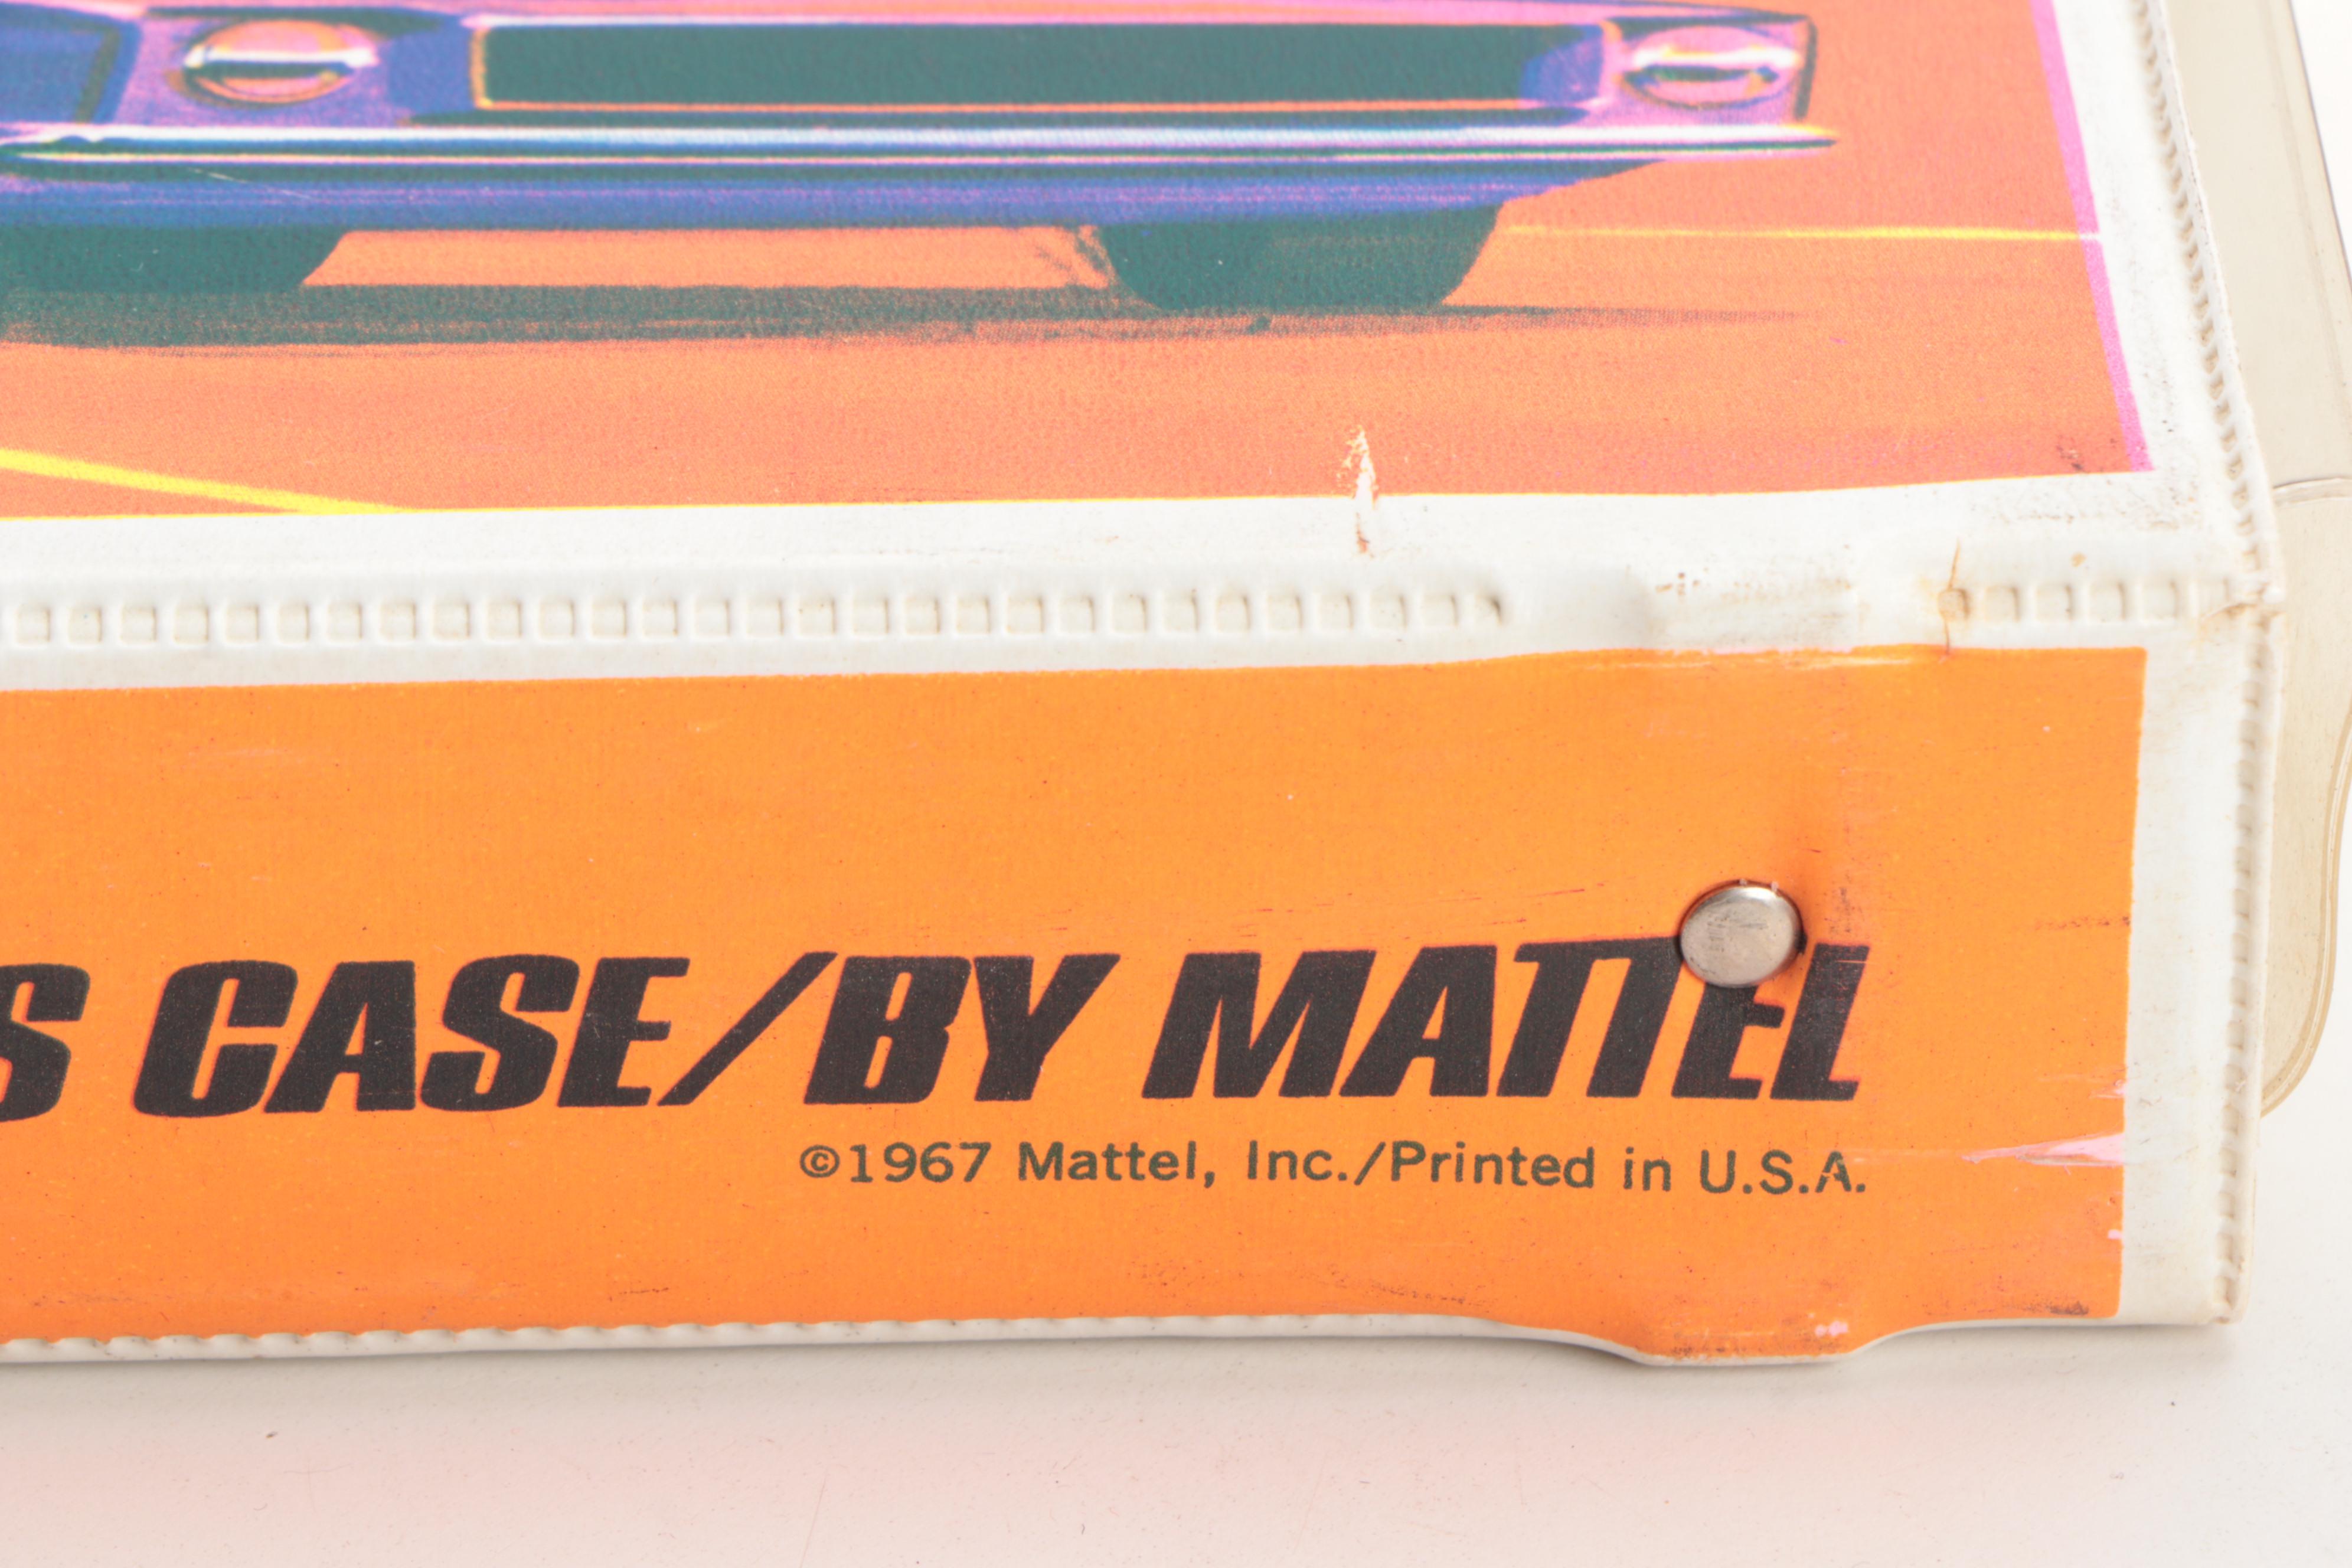 S CASE/BY MATTEL
©1967 Mattel, Inc./Printed in U.S.A.